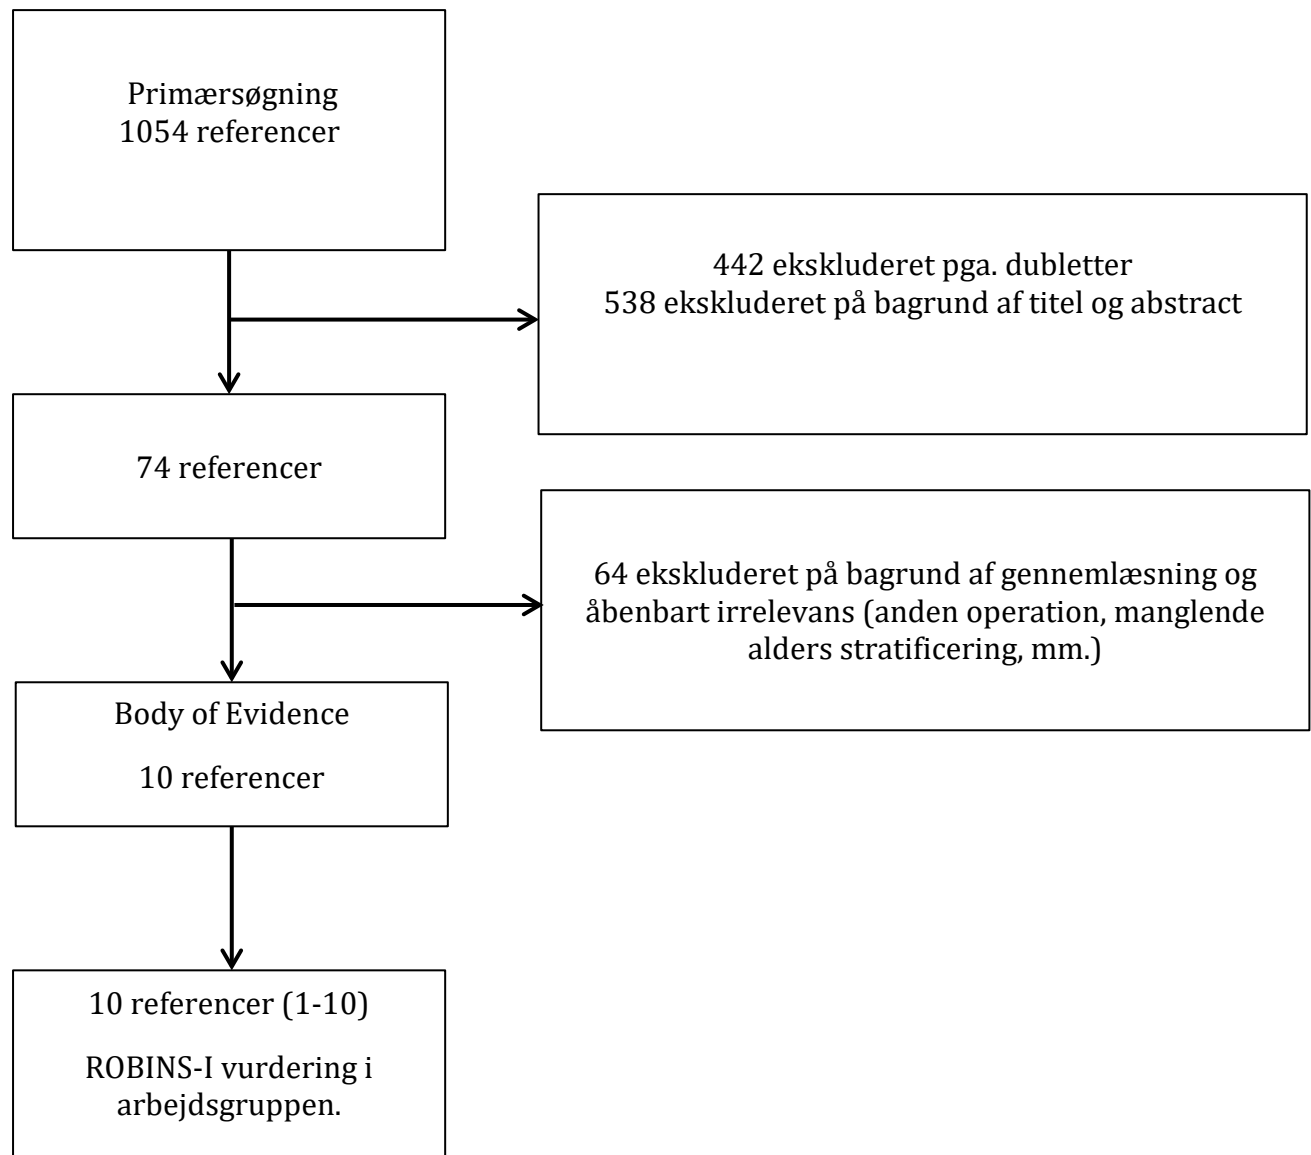 Primærsøgning
1054 referencer
442 ekskluderet pga. dubletter
538 ekskluderet på bagrund af titel og abstract
74 referencer
64 ekskluderet på bagrund af gennemlæsning og
åbenbart irrelevans (anden operation, manglende
alders stratificering, mm.)
Body of Evidence
10 referencer
10 referencer (1-10)
ROBINS-I vurdering i
arbejdsgruppen.